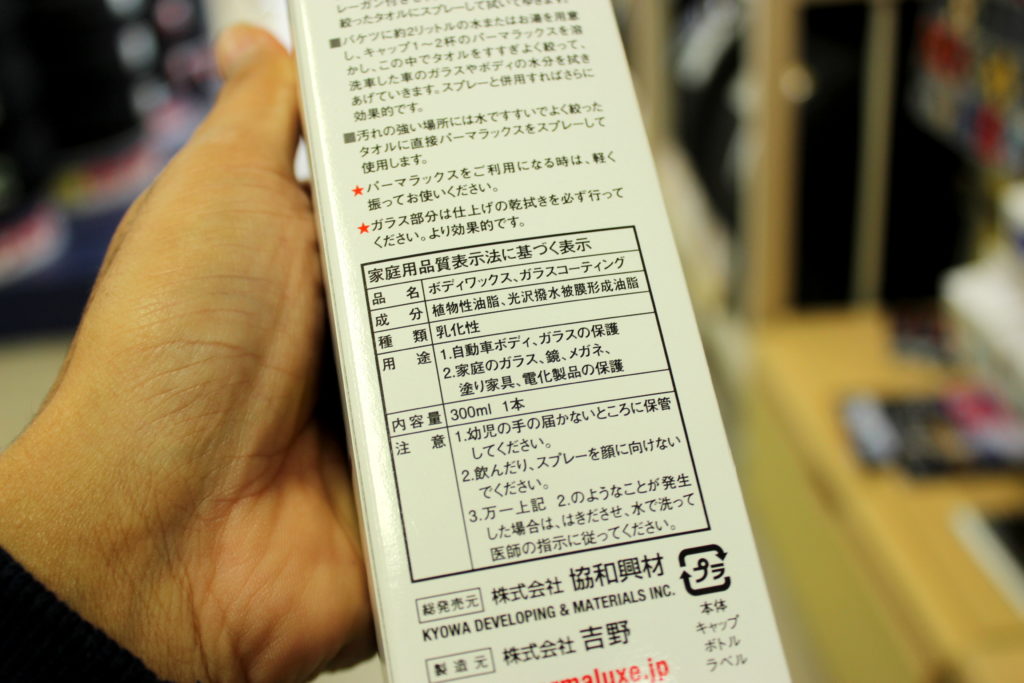 レーガン付き
絞ったタオルにスプレーして拭いてゆきます。
■バケツに約2リットルの水またはお湯を用意
し、キャップ1〜2杯のパーマラックスを溶
かし、この中でタオルをすすぎよく絞って、
洗車した車のガラスやボディの水分を拭き
あげていきます。スプレーと併用すればさらに
効果的です。
■汚れの強い場所には水ですすいでよく絞った
タオルに直接パーマラックスをスプレーして
使用します。
★パーマラックスをご利用になる時は、軽く
振ってお使いください。
★ガラス部分は仕上げの乾拭きを必ず行って
ください。より効果的です。
家庭用品質表示法に基づく表示
品名 ボディワックス、ガラスコーティング
成分 植物性油脂、光沢撥水被膜形成油脂
種類 乳化性
用途 1.自動車ボディ、ガラスの保護
2.家庭のガラス、鏡、メガネ、
塗り家具、電化製品の保護
内容量 300ml 1本
注意 1.幼児の手の届かないところに保管
してください。
2.飲んだり、スプレーを顔に向けない
でください。
3.万一上記 2.のようなことが発生
した場合は、はきださせ、水で洗って
医師の指示に従ってください。
総発売元 株式会社 協和興材
KYOWA DEVELOPING & MATERIALS INC.
製造元 株式会社 吉野
maluxe.jp
プラ
本体
キャップ
ボトル
ラベル